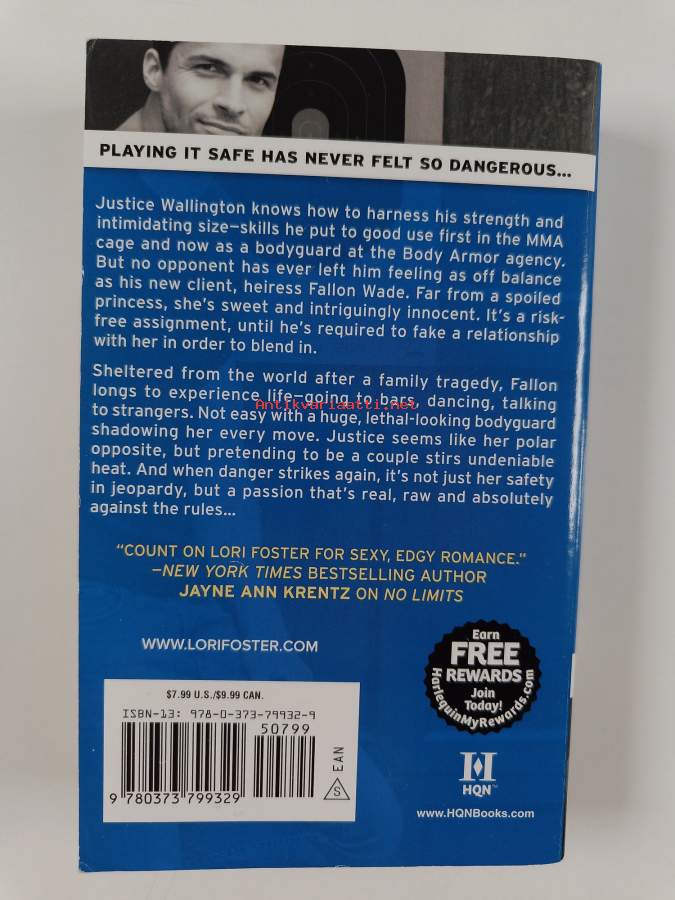 PLAYING IT SAFE HAS NEVER FELT SO DANGEROUS...
Justice Wallington knows how to harness his strength and
intimidating size—skills he put to good use first in the MMA
cage and now as a bodyguard at the Body Armor agency.
But no opponent has ever left him feeling as off balance
as his new client, heiress Fallon Wade. Far from a spoiled
princess, she's sweet and intriguingly innocent. It's a risk-
free assignment, until he's required to fake a relationship
with her in order to blend in.
Sheltered from the world after a family tragedy, Fallon
longs to experience life—going to bars, dancing, talking
Antikvariaatti.net
to strangers. Not easy with a huge, lethal-looking bodyguard
shadowing her every move. Justice seems like her polar
opposite, but pretending to be a couple stirs undeniable
heat. And when danger strikes again, it's not just her safety
in jeopardy, but a passion that's real, raw and absolutely
against the rules...
"COUNT ON LORI FOSTER FOR SEXY, EDGY ROMANCE."
—NEW YORK TIMES BESTSELLING AUTHOR
JAYNE ANN KRENTZ ON NO LIMITS
WWW.LORIFOSTER.COM
Earn
FREE
REWARDS
Join
Today!
HarlequinMyRewards.com
$7.99 U.S./$9.99 CAN.
ISBN-13: 978-0-373-79932-9
50799
EAN
S
9 780373 799329
H
HQN™
www.HQNBooks.com